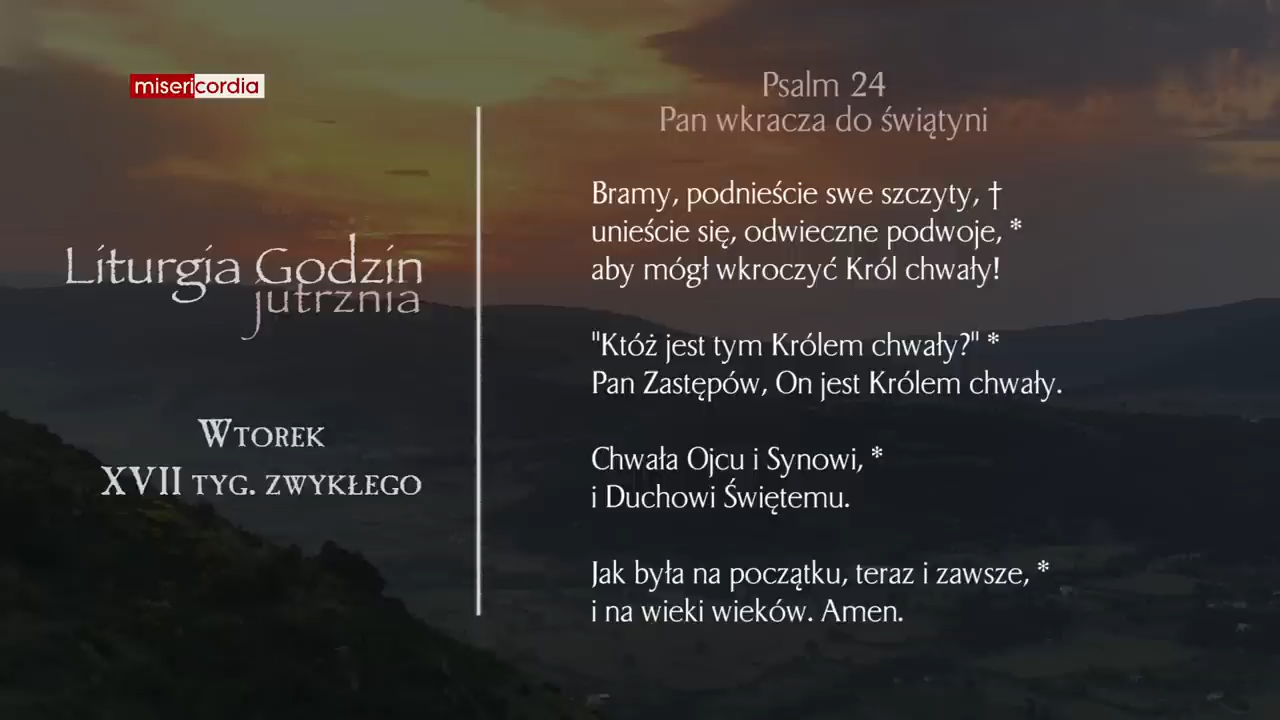 misericordia
Liturgia Godzin
jutrznia
Wtorek
XVII tyg. zwykłego
Psalm 24
Pan wkracza do świątyni
Bramy, podnieście swe szczyty, †
unieście się, odwieczne podwoje, *
aby mógł wkroczyć Król chwały!
"Któż jest tym Królem chwały?" *
Pan Zastępów, On jest Królem chwały.
Chwała Ojcu i Synowi, *
i Duchowi Świętemu.
Jak była na początku, teraz i zawsze, *
i na wieki wieków. Amen.